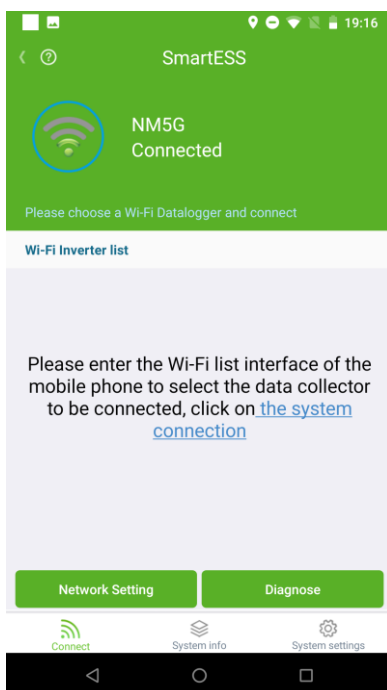 19:16
SmartESS
NM5G
Connected
Please choose a Wi-Fi Datalogger and connect
Wi-Fi Inverter list
Please enter the Wi-Fi list interface of the
mobile phone to select the data collector
to be connected, click on the system
connection
Network Setting
Diagnose
Connect
System info
System settings